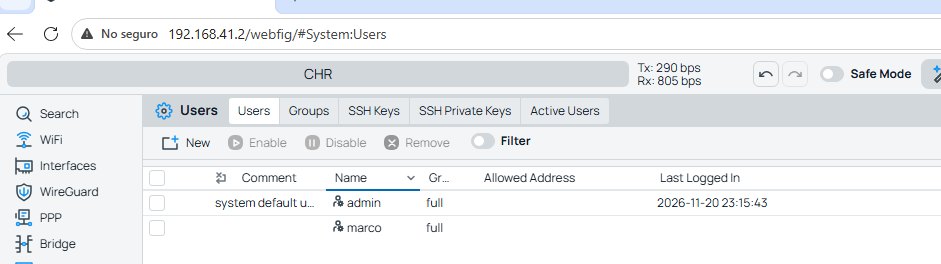 No seguro 192.168.41.2/webfig/#System:Users
CHR
Tx: 290 bps
Rx: 805 bps
Safe Mode
Search
WiFi
Interfaces
WireGuard
PPP
Bridge
Users Users Groups SSH Keys SSH Private Keys Active Users
New Enable Disable Remove Filter
Comment Name Gr... Allowed Address Last Logged In
system default u... admin full 2026-11-20 23:15:43
marco full